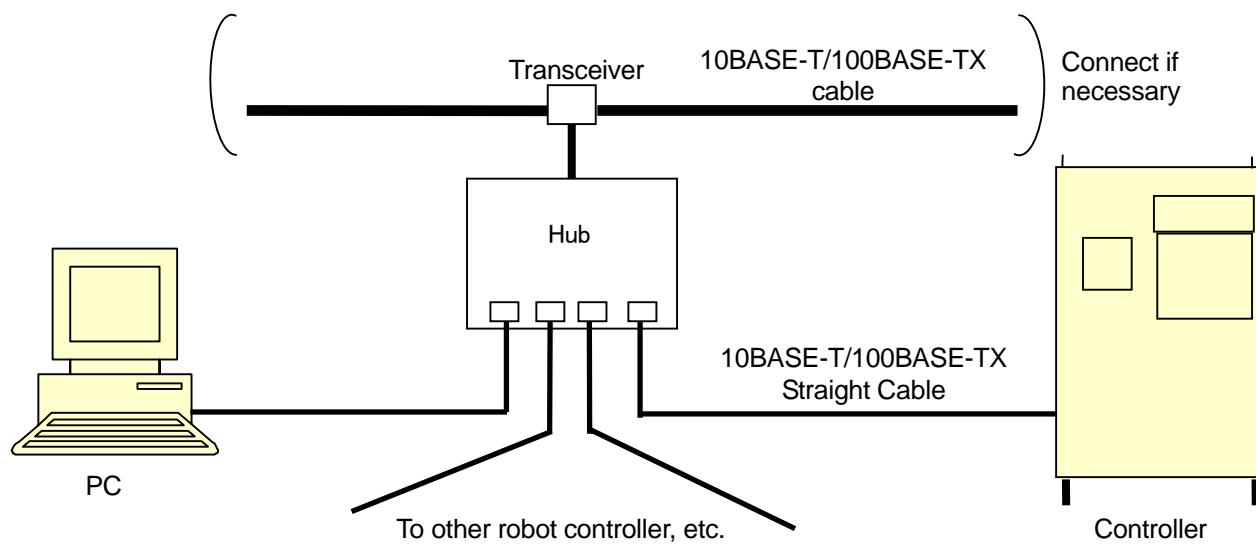 Transceiver
10BASE-T/100BASE-TX
cable
Connect if
necessary
Hub
10BASE-T/100BASE-TX
Straight Cable
PC
To other robot controller, etc.
Controller